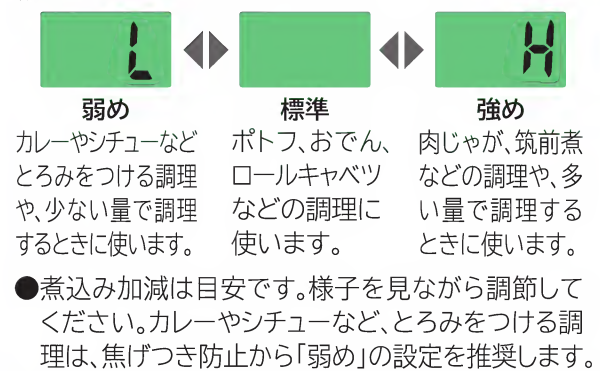 L
H
弱め
標準
強め
カレーやシチューなど
とろみをつける調理
や、少ない量で調理
するときに使います。
ポトフ、おでん、
ロールキャベツ
などの調理に
使います。
肉じゃが、筑前煮
などの調理や、多
い量で調理する
ときに使います。
●煮込み加減は目安です。様子を見ながら調節して
ください。カレーやシチューなど、とろみをつける調
理は、焦げつき防止から「弱め」の設定を推奨します。